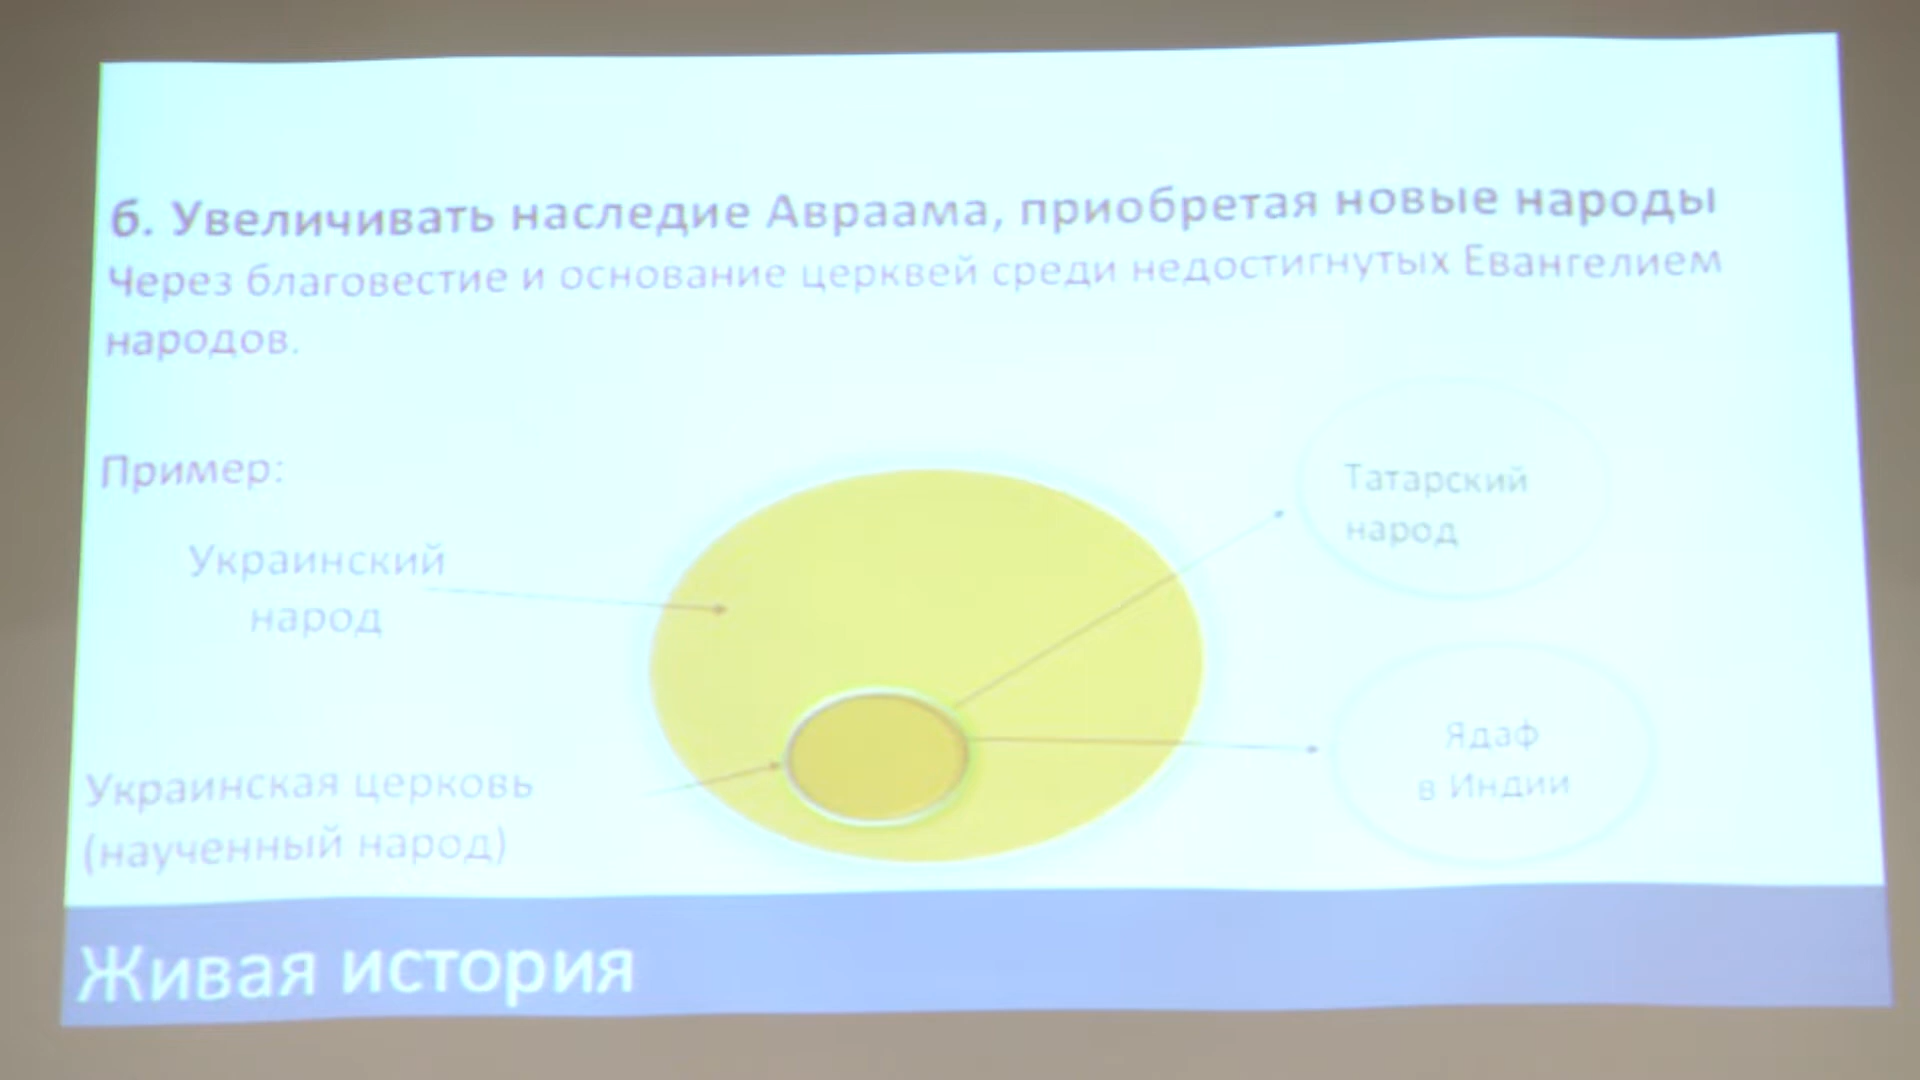 б. Увеличивать наследие Авраама, приобретая новые народы
Через благовестие и основание церквей среди недостигнутых Евангелием
народов.
Пример:
Украинский
народ
Татарский
народ
Ядаф
в Индии
Украинская церковь
(наученный народ)
Живая история